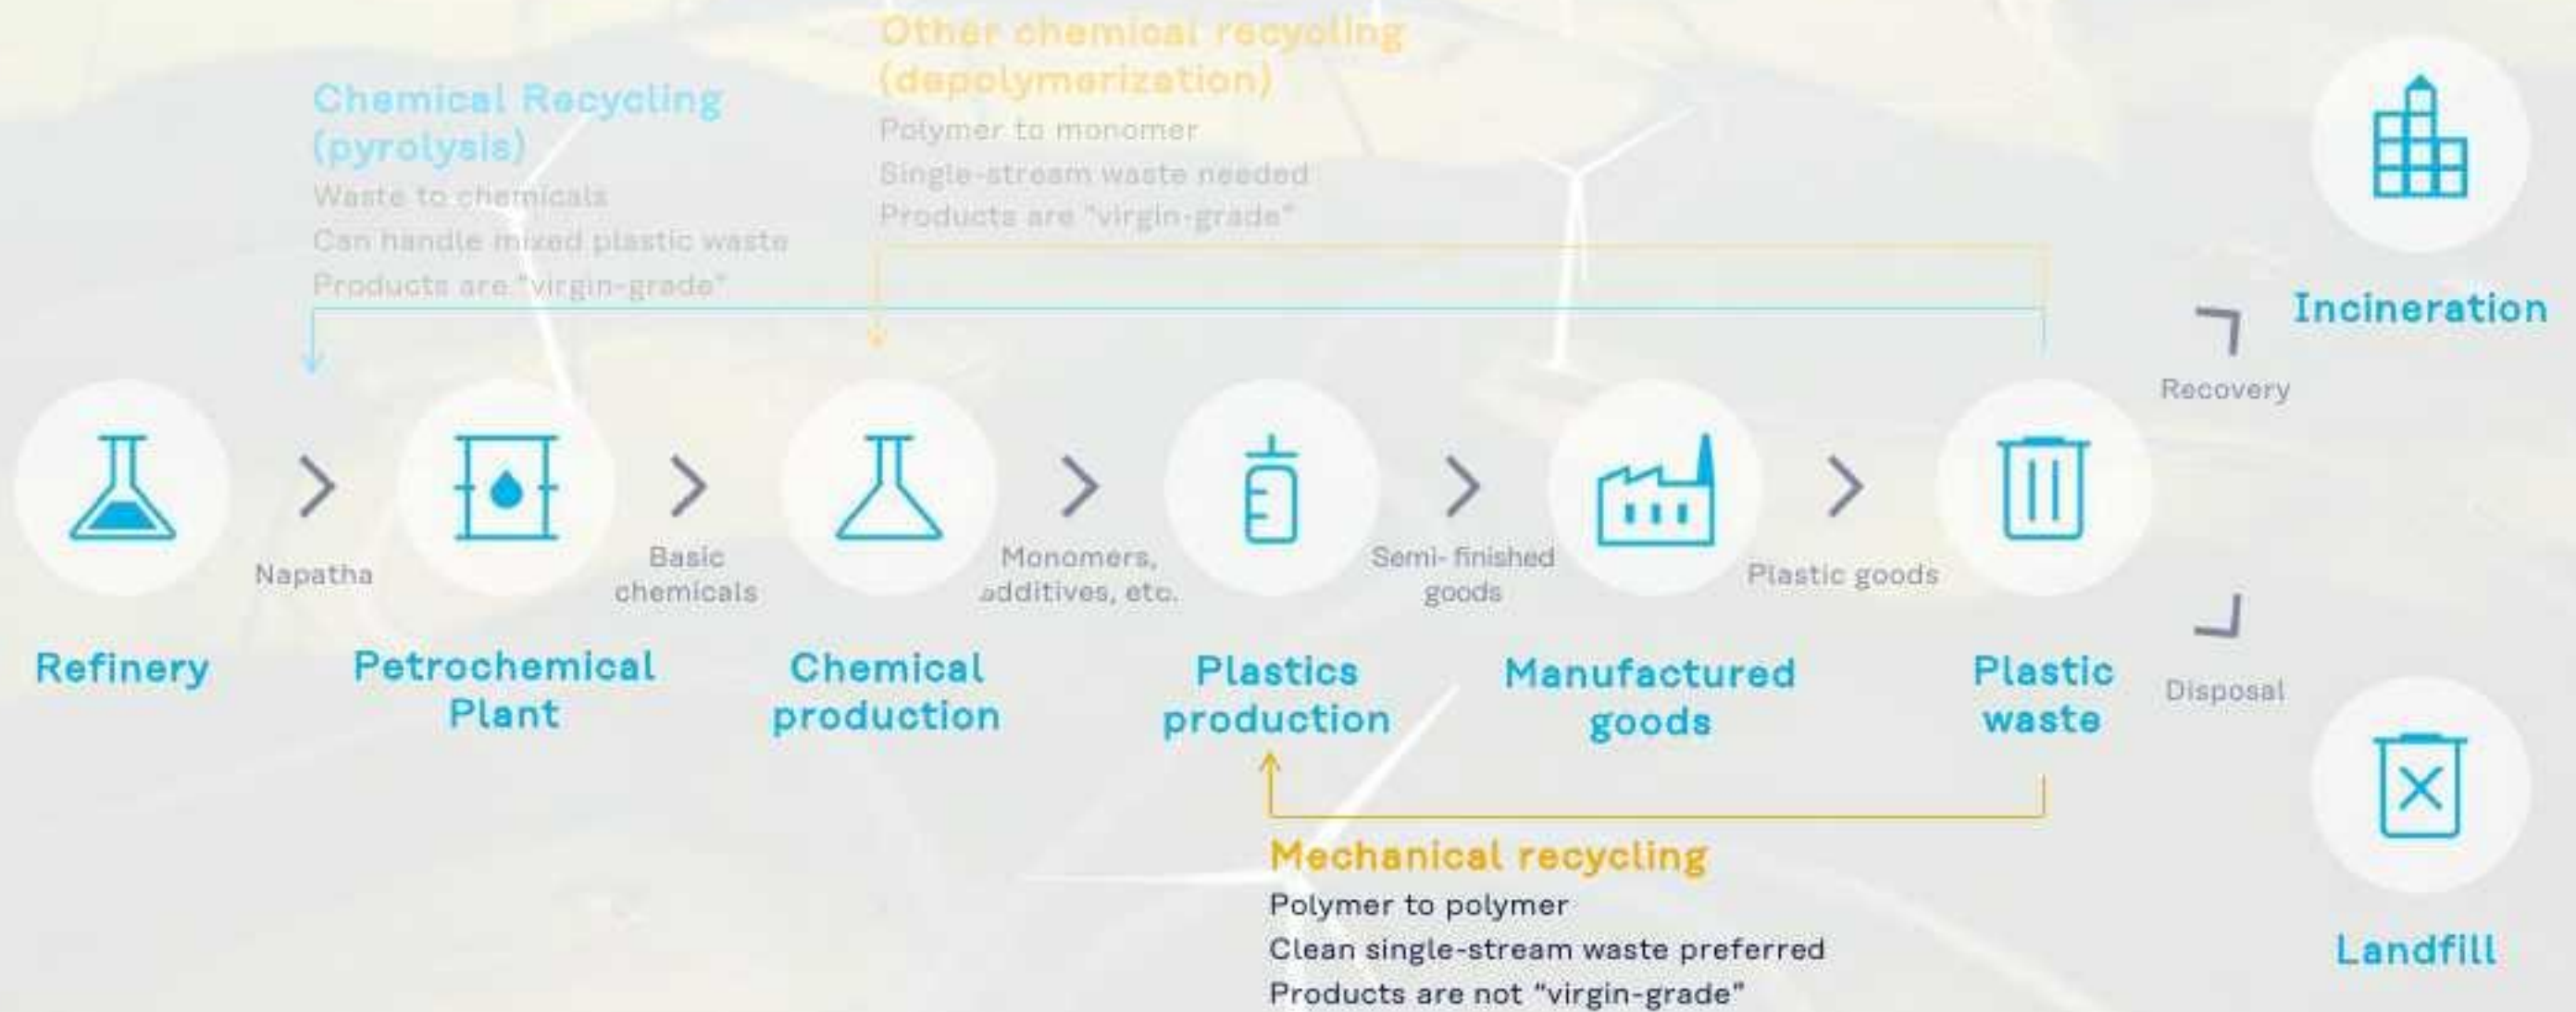 Other chemical recycling
(depolymerization)
Polymer to monomer
Single-stream waste needed
Products are "virgin-grade"
Chemical Recycling
(pyrolysis)
Waste to chemicals
Can handle mixed plastic waste
Products are "virgin-grade"
Incineration
Recovery
Napatha
Basic
chemicals
Monomers,
additives, etc.
Semi- finished
goods
Plastic goods
Refinery
Petrochemical
Plant
Chemical
production
Plastics
production
Manufactured
goods
Plastic
waste
Disposal
Mechanical recycling
Polymer to polymer
Clean single-stream waste preferred
Products are not “virgin-grade”
Landfill